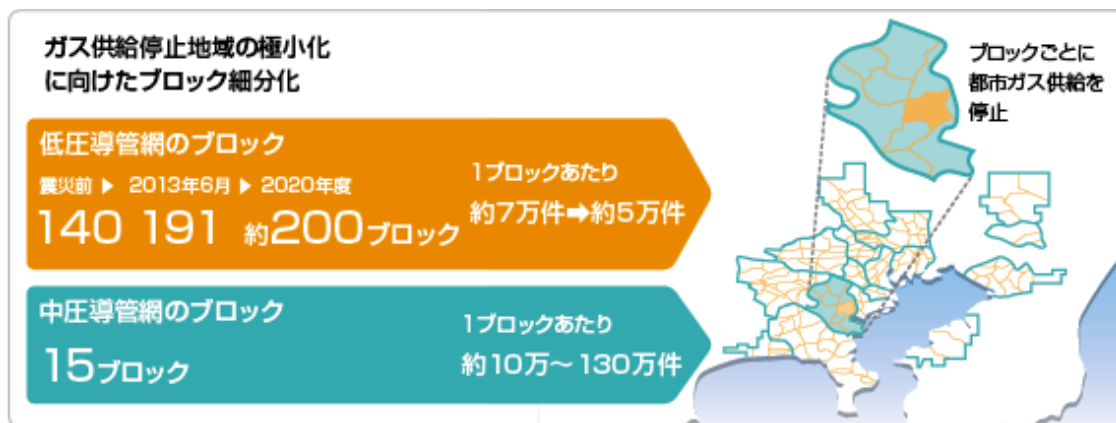 ガス供給停止地域の極小化
に向けたブロック細分化
ブロックごとに
都市ガス供給を
停止
低圧導管網のブロック
震災前 ▶ 2013年6月 ▶ 2020年度
140 191 約200ブロック
1ブロックあたり
約7万件➡約5万件
中圧導管網のブロック
15ブロック
1ブロックあたり
約10万〜130万件